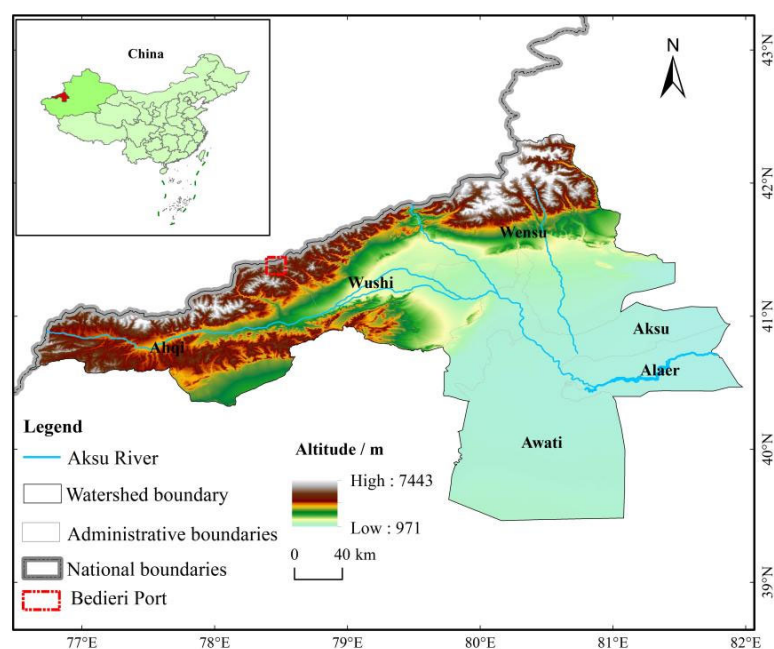 China
N
Wensu
Wushi
Ahqi
Aksu
Alaer
Awati
Legend
Aksu River
Watershed boundary
Administrative boundaries
National boundaries
Bedieri Port
Altitude / m
High : 7443
Low : 971
0 40 km
43°N
42°N
41°N
40°N
39°N
77°E 78°E 79°E 80°E 81°E 82°E